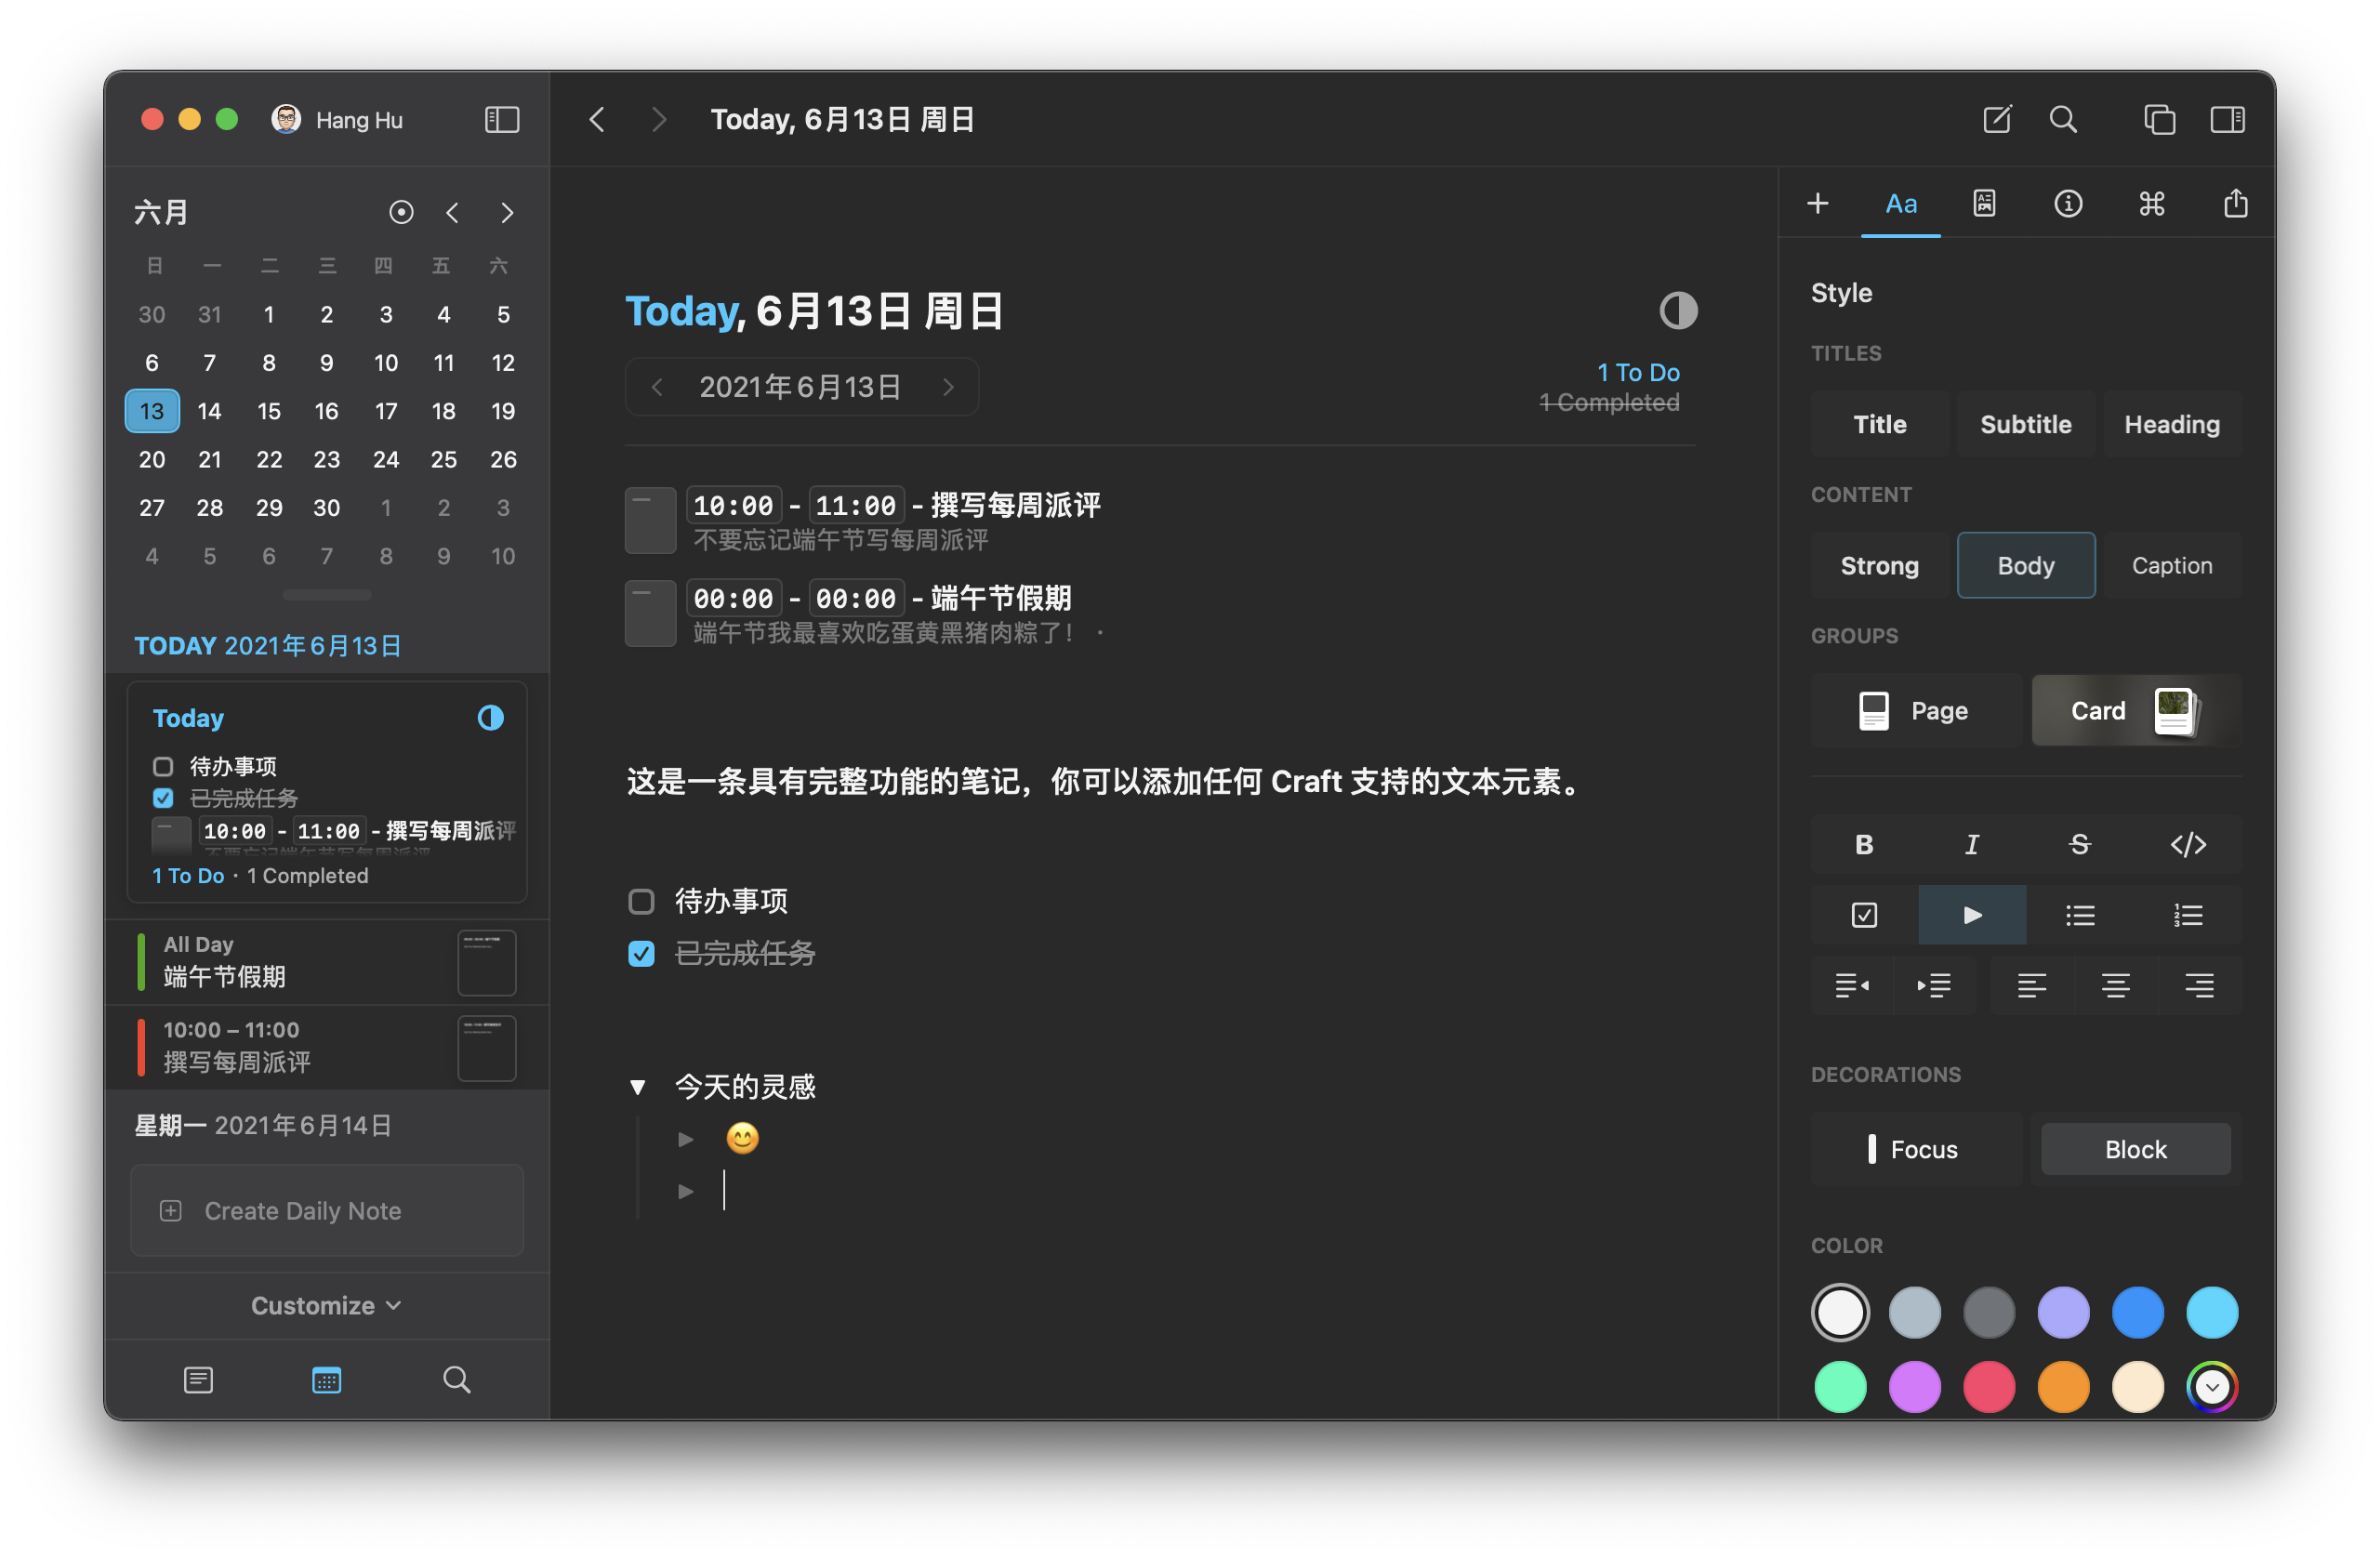 Hang Hu
六月
日 一 二 三 四 五 六
30 31 1 2 3 4 5
6 7 8 9 10 11 12
13 14 15 16 17 18 19
20 21 22 23 24 25 26
27 28 29 30 1 2 3
4 5 6 7 8 9 10
TODAY 2021年6月13日
Today
待办事项
已完成任务
10:00 - 11:00 - 撰写每周派评
不要忘记端午节写每周派评
1 To Do · 1 Completed
All Day
端午节假期
10:00 – 11:00
撰写每周派评
星期一 2021年6月14日
Create Daily Note
Customize
Today, 6月13日 周日
Today, 6月13日 周日
2021年6月13日
1 To Do
1 Completed
10:00 - 11:00 - 撰写每周派评
不要忘记端午节写每周派评
00:00 - 00:00 - 端午节假期
端午节我最喜欢吃蛋黄黑猪肉粽了！ ·
这是一条具有完整功能的笔记，你可以添加任何 Craft 支持的文本元素。
待办事项
已完成任务
今天的灵感
😊
Aa
Style
TITLES
Title Subtitle Heading
CONTENT
Strong Body Caption
GROUPS
Page Card
B I S </>
DECORATIONS
Focus Block
COLOR